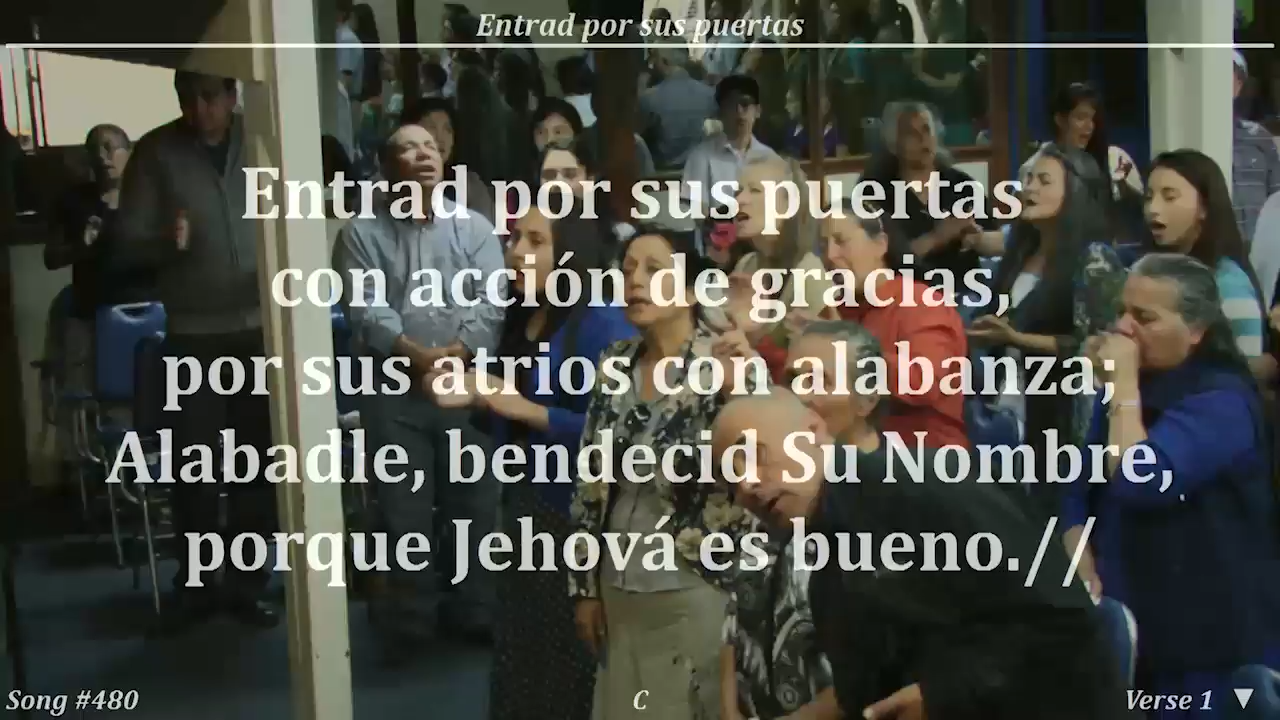 Entrad por sus puertas
Entrad por sus puertas
con acción de gracias,
por sus atrios con alabanza;
Alabadle, bendecid Su Nombre,
porque Jehová es bueno.//
Song #480
C
Verse 1 ▼